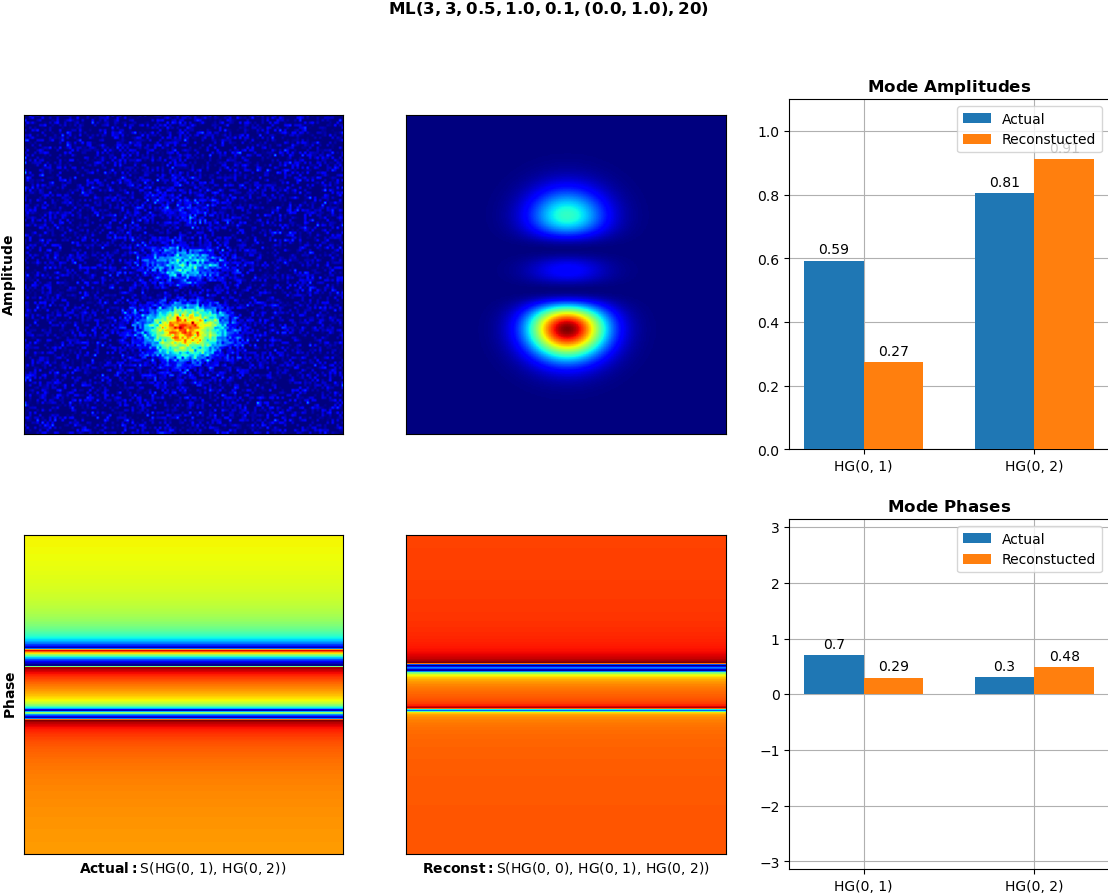 ML(3, 3, 0.5, 1.0, 0.1, (0.0, 1.0), 20)
Mode Amplitudes
Actual
Reconstucted
1.0
0.8
0.6
0.4
0.2
0.0
0.59
0.27
0.81
0.91
HG(0, 1)
HG(0, 2)
Amplitude
Mode Phases
Actual
Reconstucted
3
2
1
0
−1
−2
−3
0.7
0.29
0.3
0.48
HG(0, 1)
HG(0, 2)
Phase
Actual: S(HG(0, 1), HG(0, 2))
Reconst: S(HG(0, 0), HG(0, 1), HG(0, 2))